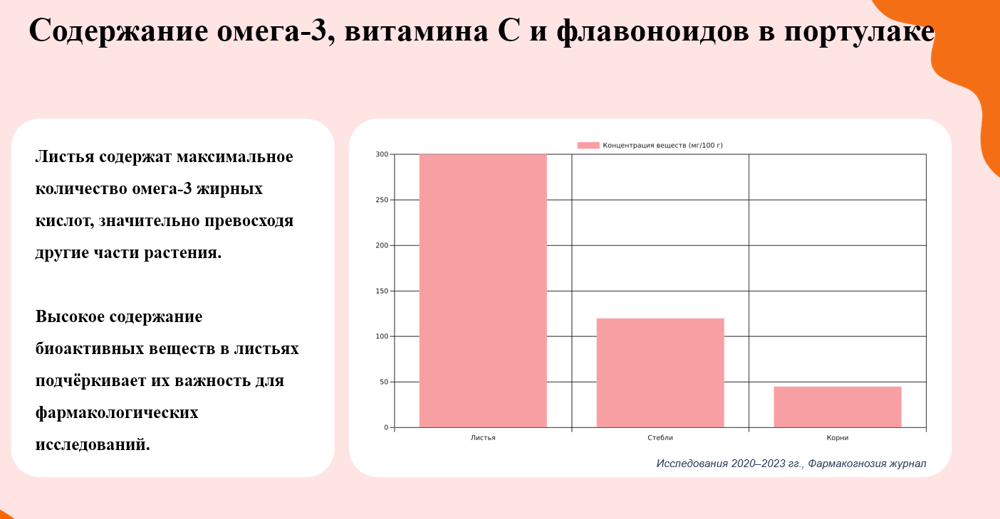 Содержание омега-3, витамина С и флавоноидов в портулаке
Листья содержат максимальное
количество омега-3 жирных
кислот, значительно превосходя
другие части растения.
Высокое содержание
биоактивных веществ в листьях
подчёркивает их важность для
фармакологических
исследований.
Концентрация веществ (мг/100 г)
300
250
200
150
100
50
0
Листья
Стебли
Корни
Исследования 2020–2023 гг., Фармакогнозия журнал